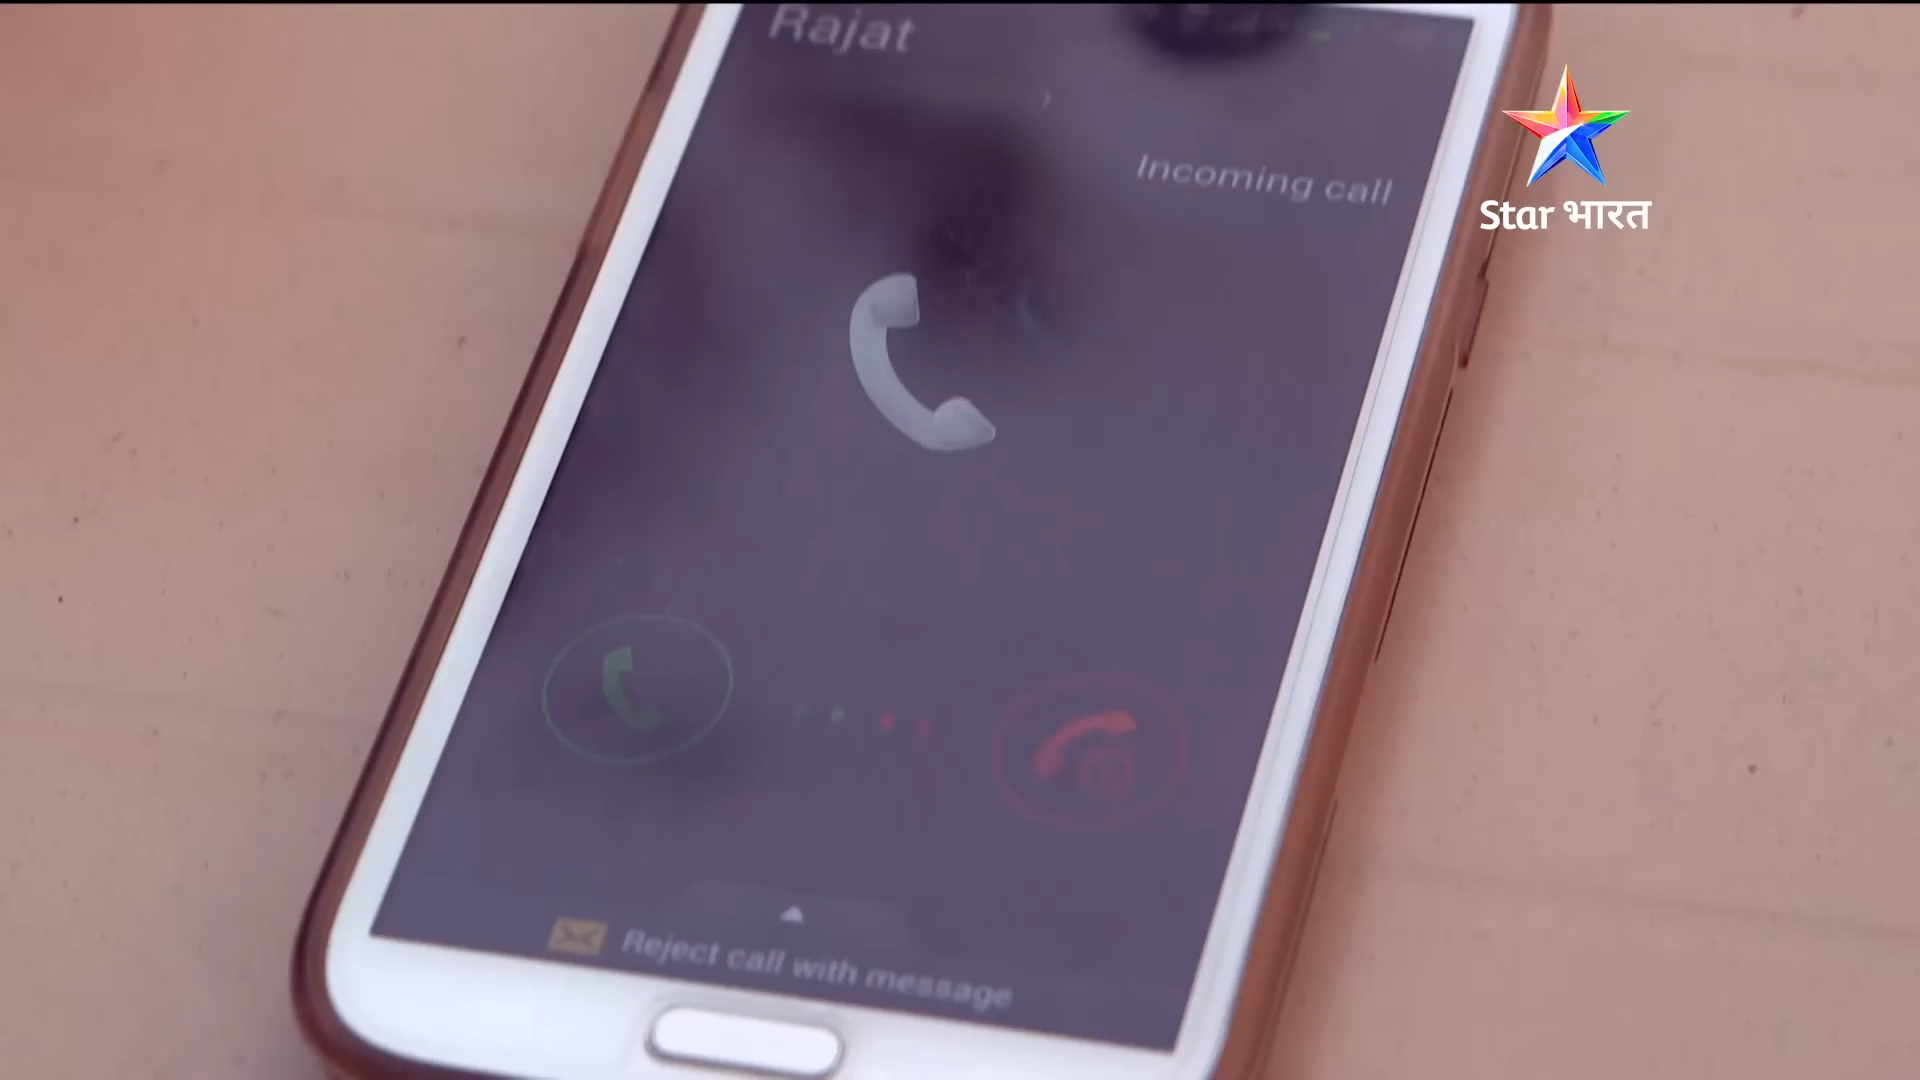 Rajat
Incoming call
Star भारत
Reject call with message